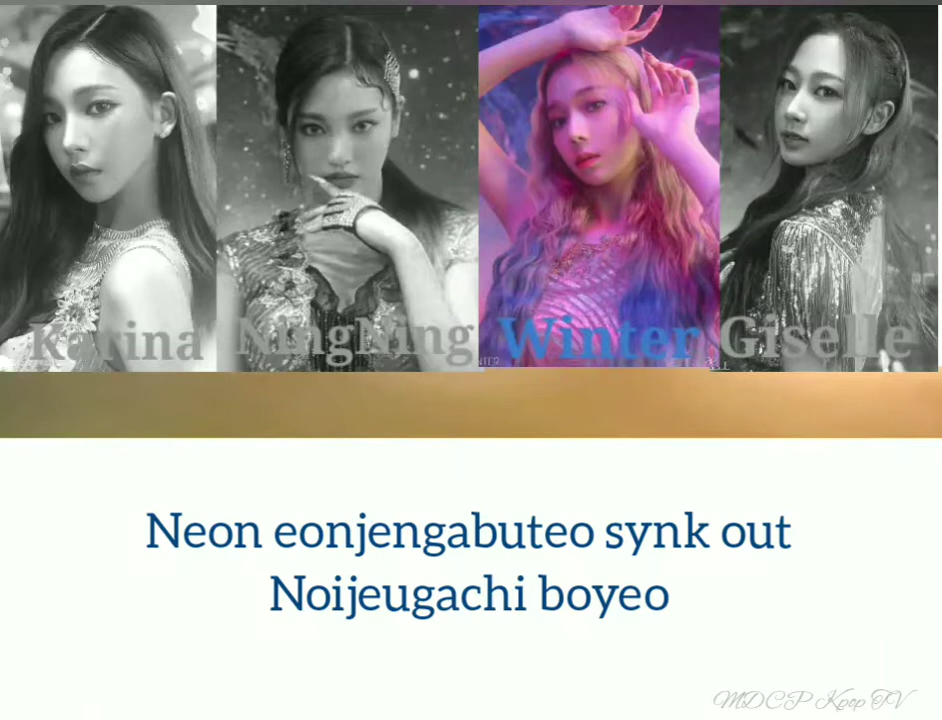 Karina NingNing Winter Giselle
Neon eonjengabuteo synk out
Noijeugachi boyeo
MDCP Kpop TV